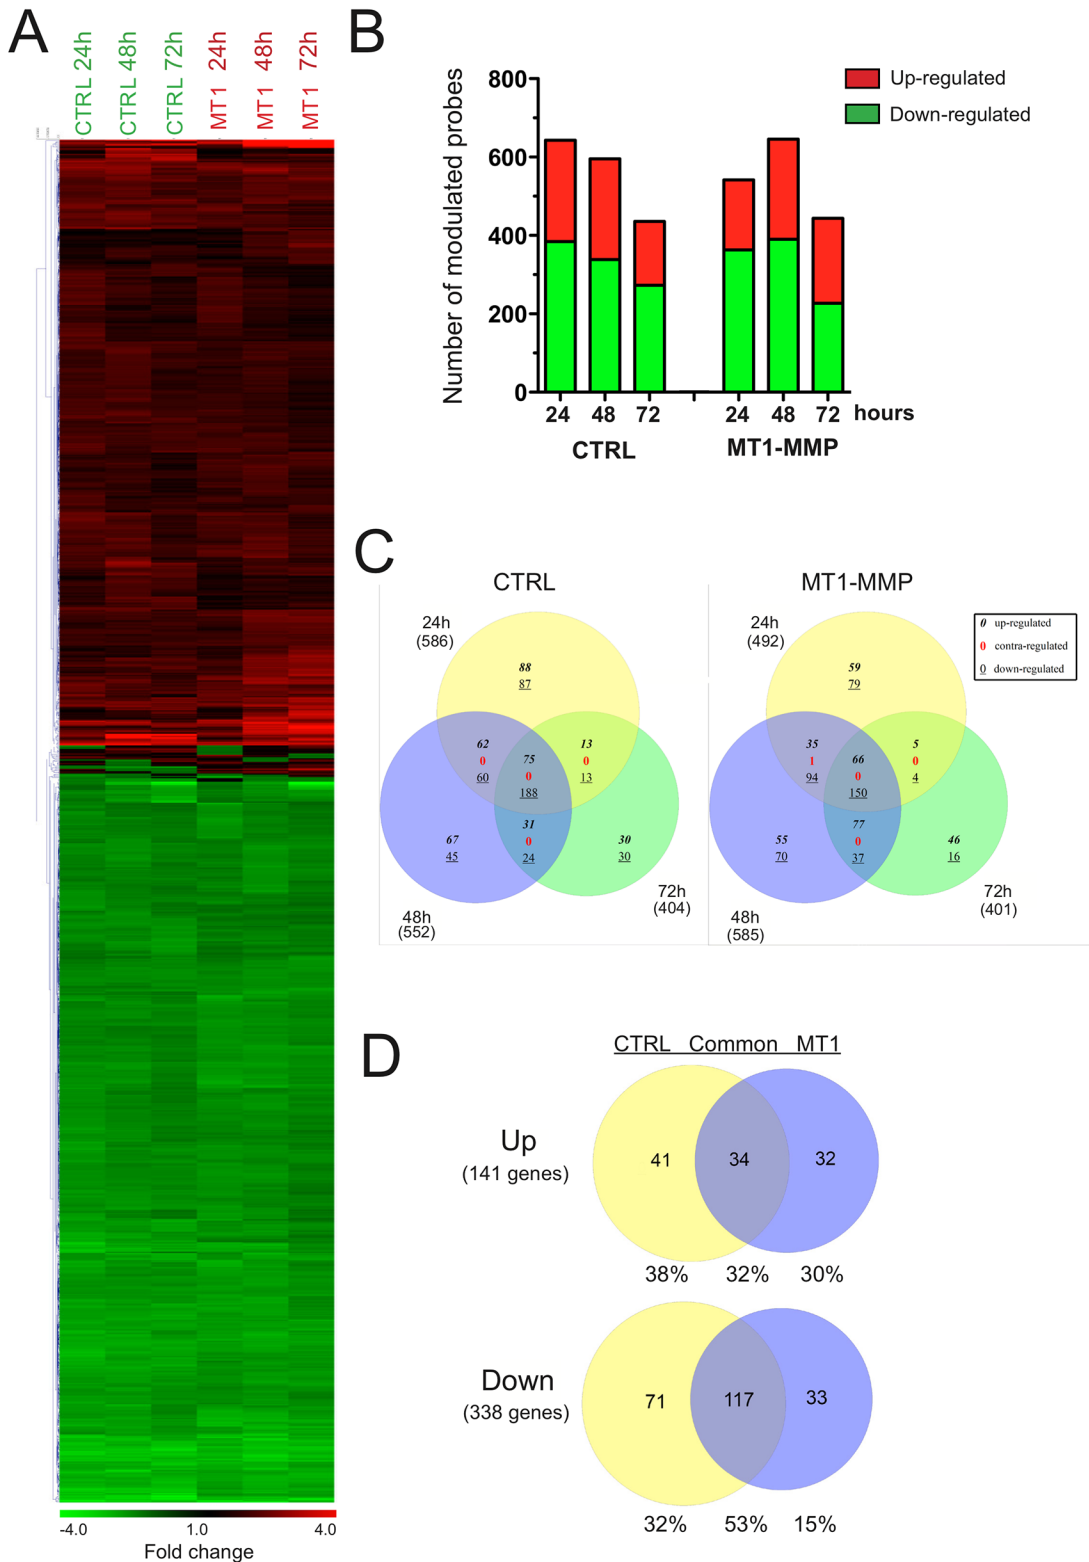 A
CTRL 24h
CTRL 48h
CTRL 72h
MT1 24h
MT1 48h
MT1 72h
-4.0 1.0 4.0
Fold change
B
Number of modulated probes
800
600
400
200
0
24 48 72 24 48 72 hours
CTRL MT1-MMP
Up-regulated
Down-regulated
C
CTRL
24h
(586)
88
87
62
0
60
75
0
188
13
0
13
31
0
24
67
45
30
30
48h
(552)
72h
(404)
MT1-MMP
24h
(492)
59
79
35
1
94
66
0
150
5
0
4
77
0
37
55
70
46
16
48h
(585)
72h
(401)
0 up-regulated
0 contra-regulated
0 down-regulated
D
CTRL Common MT1
Up
(141 genes)
41 34 32
38% 32% 30%
Down
(338 genes)
71 117 33
32% 53% 15%